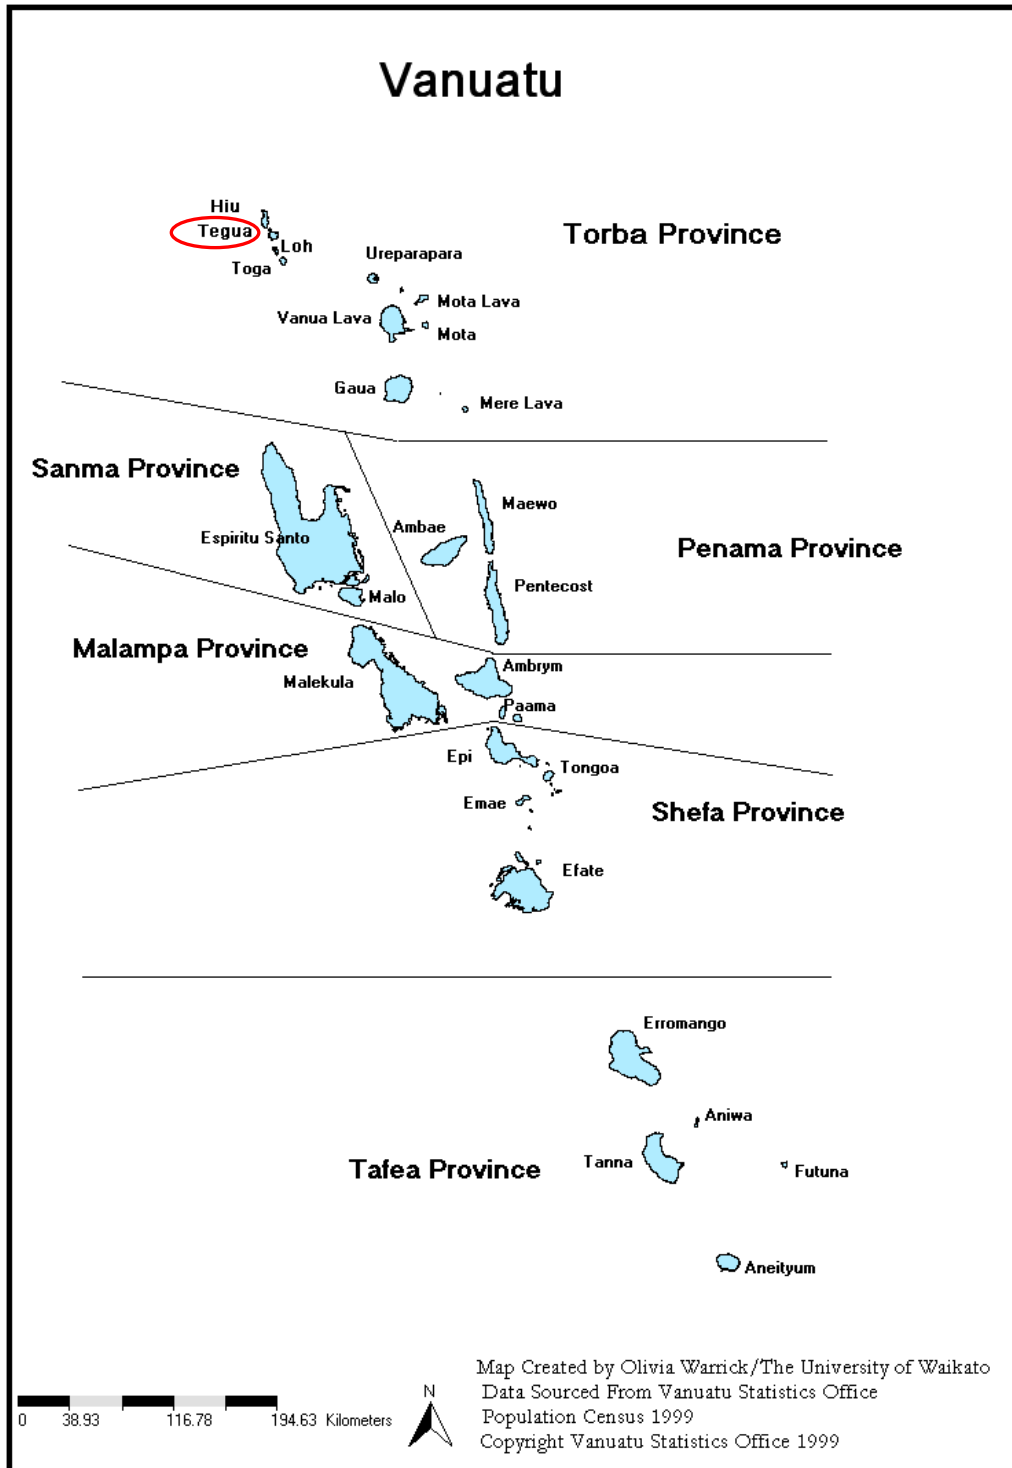 Vanuatu
Hiu
Tegua
Loh
Toga
Torba Province
Ureparapara
Mota Lava
Vanua Lava
Mota
Gaua
Mere Lava
Sanma Province
Maewo
Ambae
Espiritu Santo
Penama Province
Pentecost
Malo
Malampa Province
Ambrym
Malekula
Paama
Epi
Tongoa
Emae
Shefa Province
Efate
Erromango
Aniwa
Tanna
Tafea Province
Futuna
Aneityum
Map Created by Olivia Warrick/The University of Waikato
Data Sourced From Vanuatu Statistics Office
Population Census 1999
Copyright Vanuatu Statistics Office 1999
N
0 38.93 116.78 194.63 Kilometers